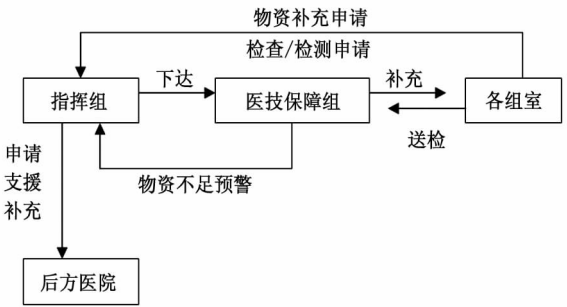 物资补充申请
检查/检测申请
指挥组
下达
医技保障组
补充
各组室
送检
申请
支援
补充
物资不足预警
后方医院